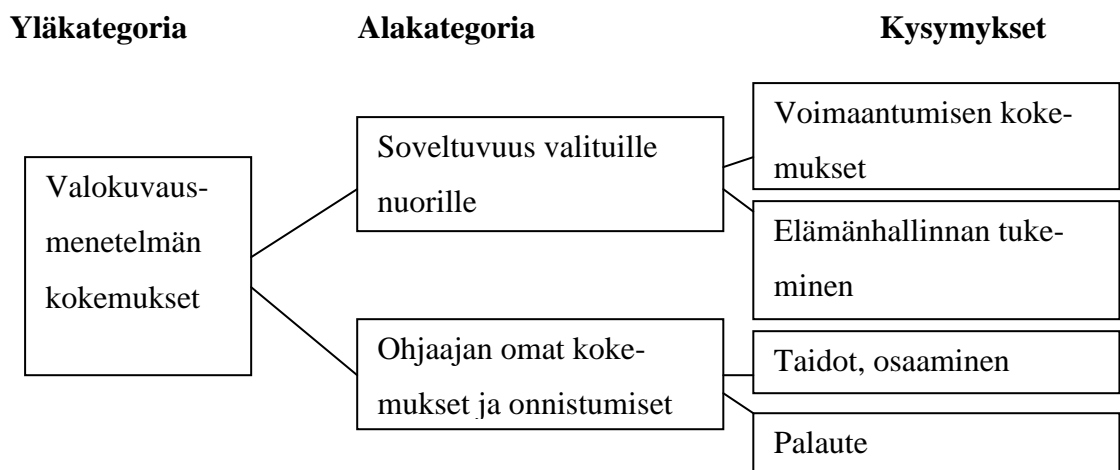 Yläkategoria Alakategoria Kysymykset
Valokuvaus-
menetelmän
kokemukset
Soveltuvuus valituille
nuorille
Ohjaajan omat koke-
mukset ja onnistumiset
Voimaantumisen koke-
mukset
Elämänhallinnan tuke-
minen
Taidot, osaaminen
Palaute